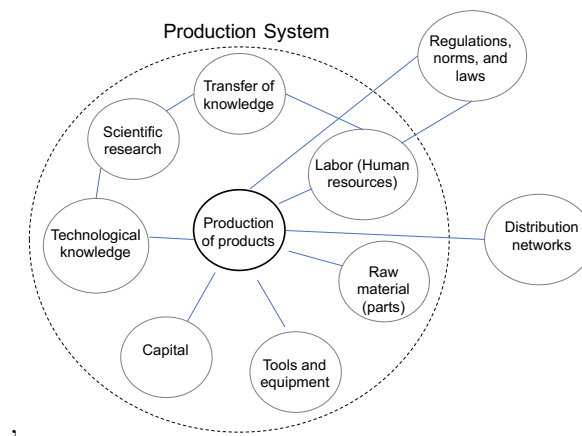 Production System
Regulations,
norms, and
laws
Transfer of
knowledge
Scientific
research
Labor (Human
resources)
Production
of products
Technological
knowledge
Distribution
networks
Raw
material
(parts)
Capital
Tools and
equipment
,